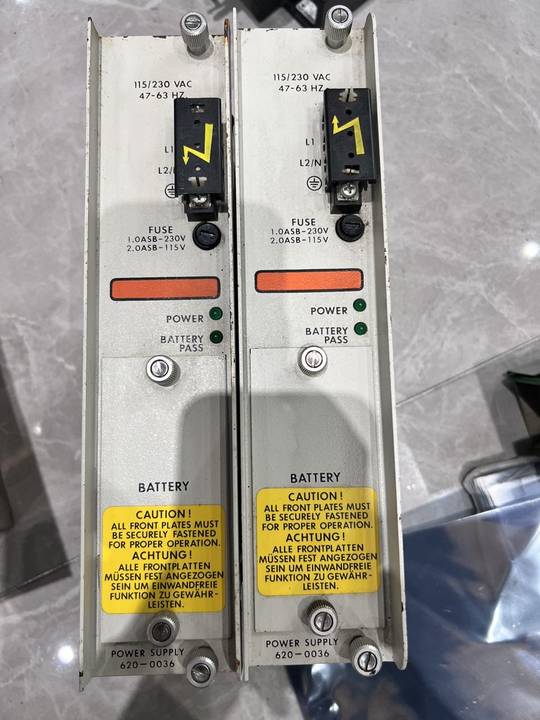 115/230 VAC
47-63 HZ.
L1
FUSE
1.0ASB-230V
2.0ASB-115V
POWER
BATTERY
PASS
BATTERY
CAUTION!
ALL FRONT PLATES MUST
BE SECURELY FASTENED
FOR PROPER OPERATION.
ACHTUNG!
ALLE FRONTPLATTEN
MÜSSEN FEST ANGEZOGEN
SEIN UM EINWANDFREIE
FUNKTION ZU GEWÄHR-
LEISTEN.
POWER SUPPLY
620-0036
115/230 VAC
47-63 HZ.
L1
L2/N
FUSE
1.0ASB-230V
2.0ASB-115V
POWER
BATTERY
PASS
BATTERY
CAUTION!
ALL FRONT PLATES MUST
BE SECURELY FASTENED
FOR PROPER OPERATION.
ACHTUNG!
ALLE FRONTPLATTEN
MÜSSEN FEST ANGEZOGEN
SEIN UM EINWANDFREIE
FUNKTION ZU GEWÄHR-
LEISTEN.
POWER SUPPLY
620-0036